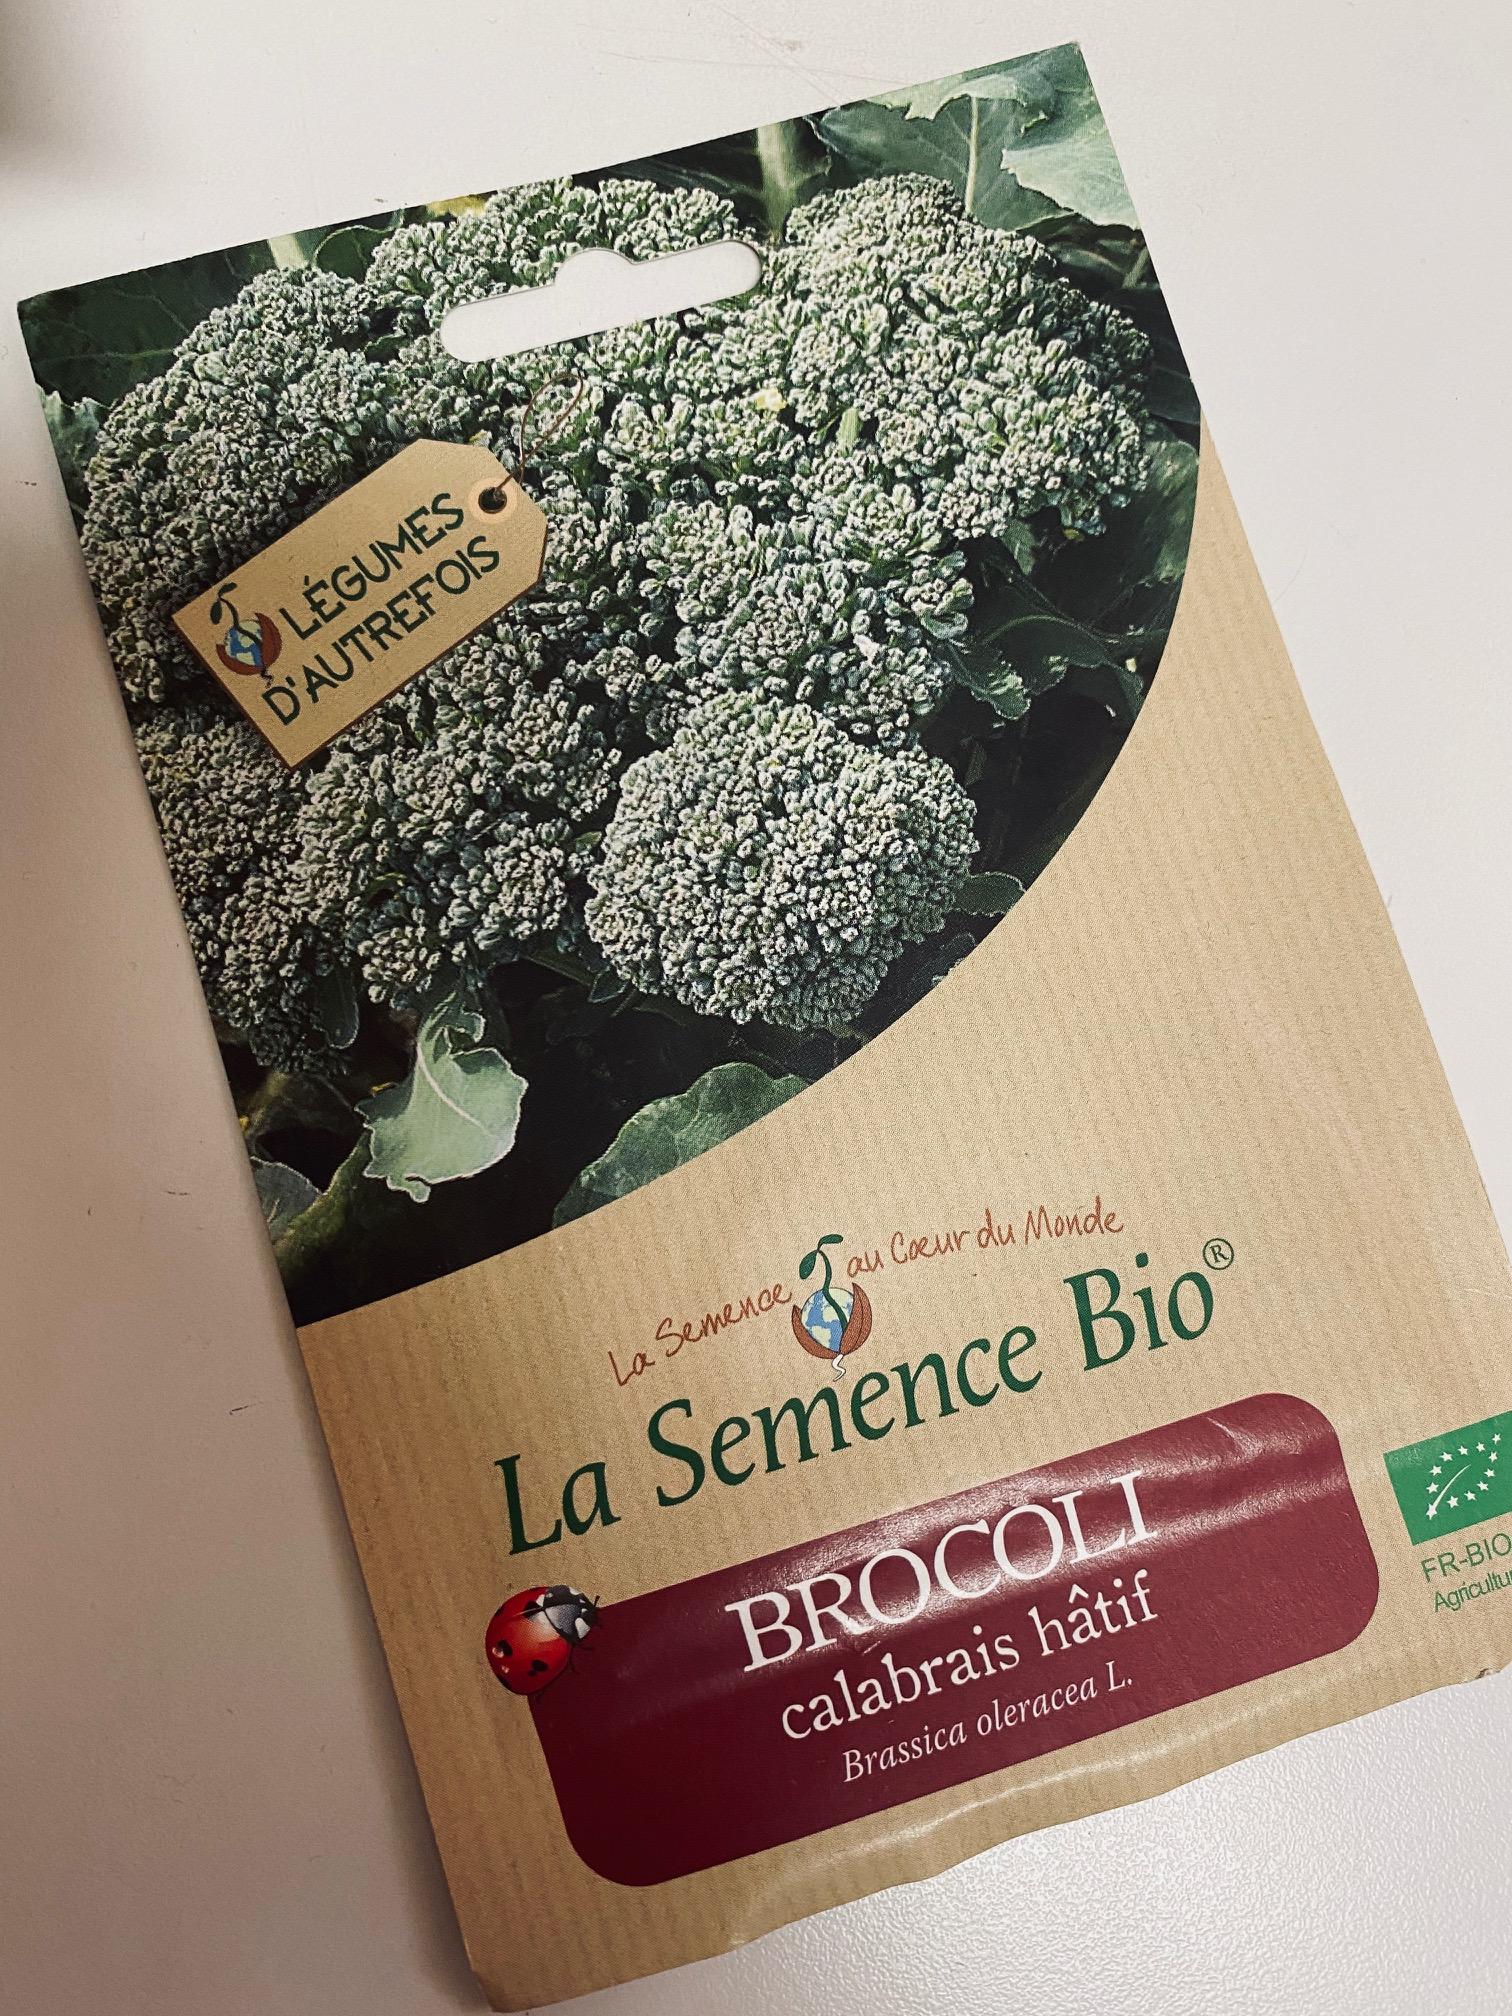 LÉGUMES
D'AUTREFOIS
La Semence au Cœur du Monde
La Semence Bio®
BROCOLI
calabrais hâtif
Brassica oleracea L.
FR-BIO